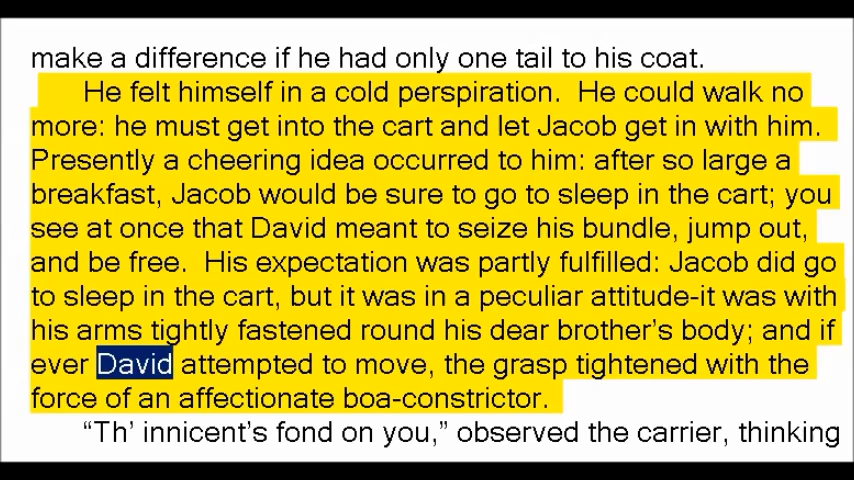 make a difference if he had only one tail to his coat.
He felt himself in a cold perspiration. He could walk no
more: he must get into the cart and let Jacob get in with him.
Presently a cheering idea occurred to him: after so large a
breakfast, Jacob would be sure to go to sleep in the cart; you
see at once that David meant to seize his bundle, jump out,
and be free. His expectation was partly fulfilled: Jacob did go
to sleep in the cart, but it was in a peculiar attitude-it was with
his arms tightly fastened round his dear brother's body; and if
ever David attempted to move, the grasp tightened with the
force of an affectionate boa-constrictor.
“Th’ innicent’s fond on you,” observed the carrier, thinking